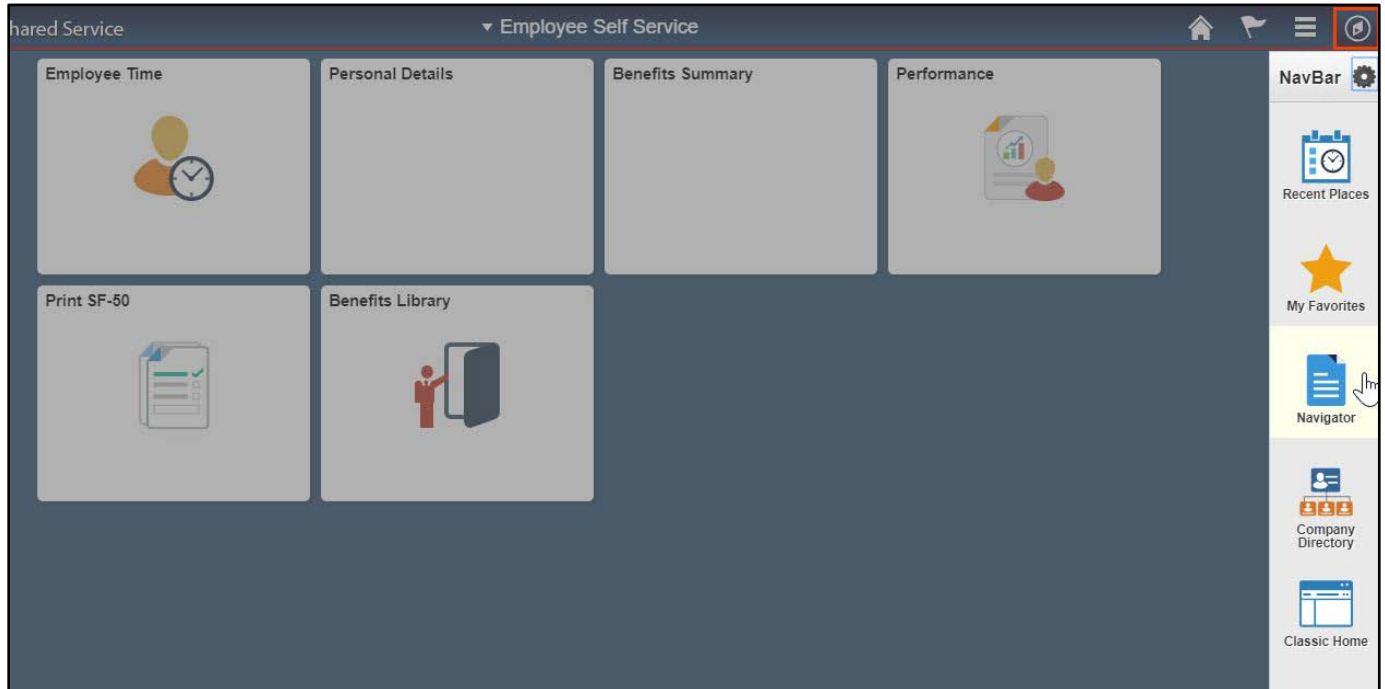 hared Service
Employee Self Service
Employee Time
Personal Details
Benefits Summary
Performance
Print SF-50
Benefits Library
NavBar
Recent Places
My Favorites
Navigator
Company
Directory
Classic Home